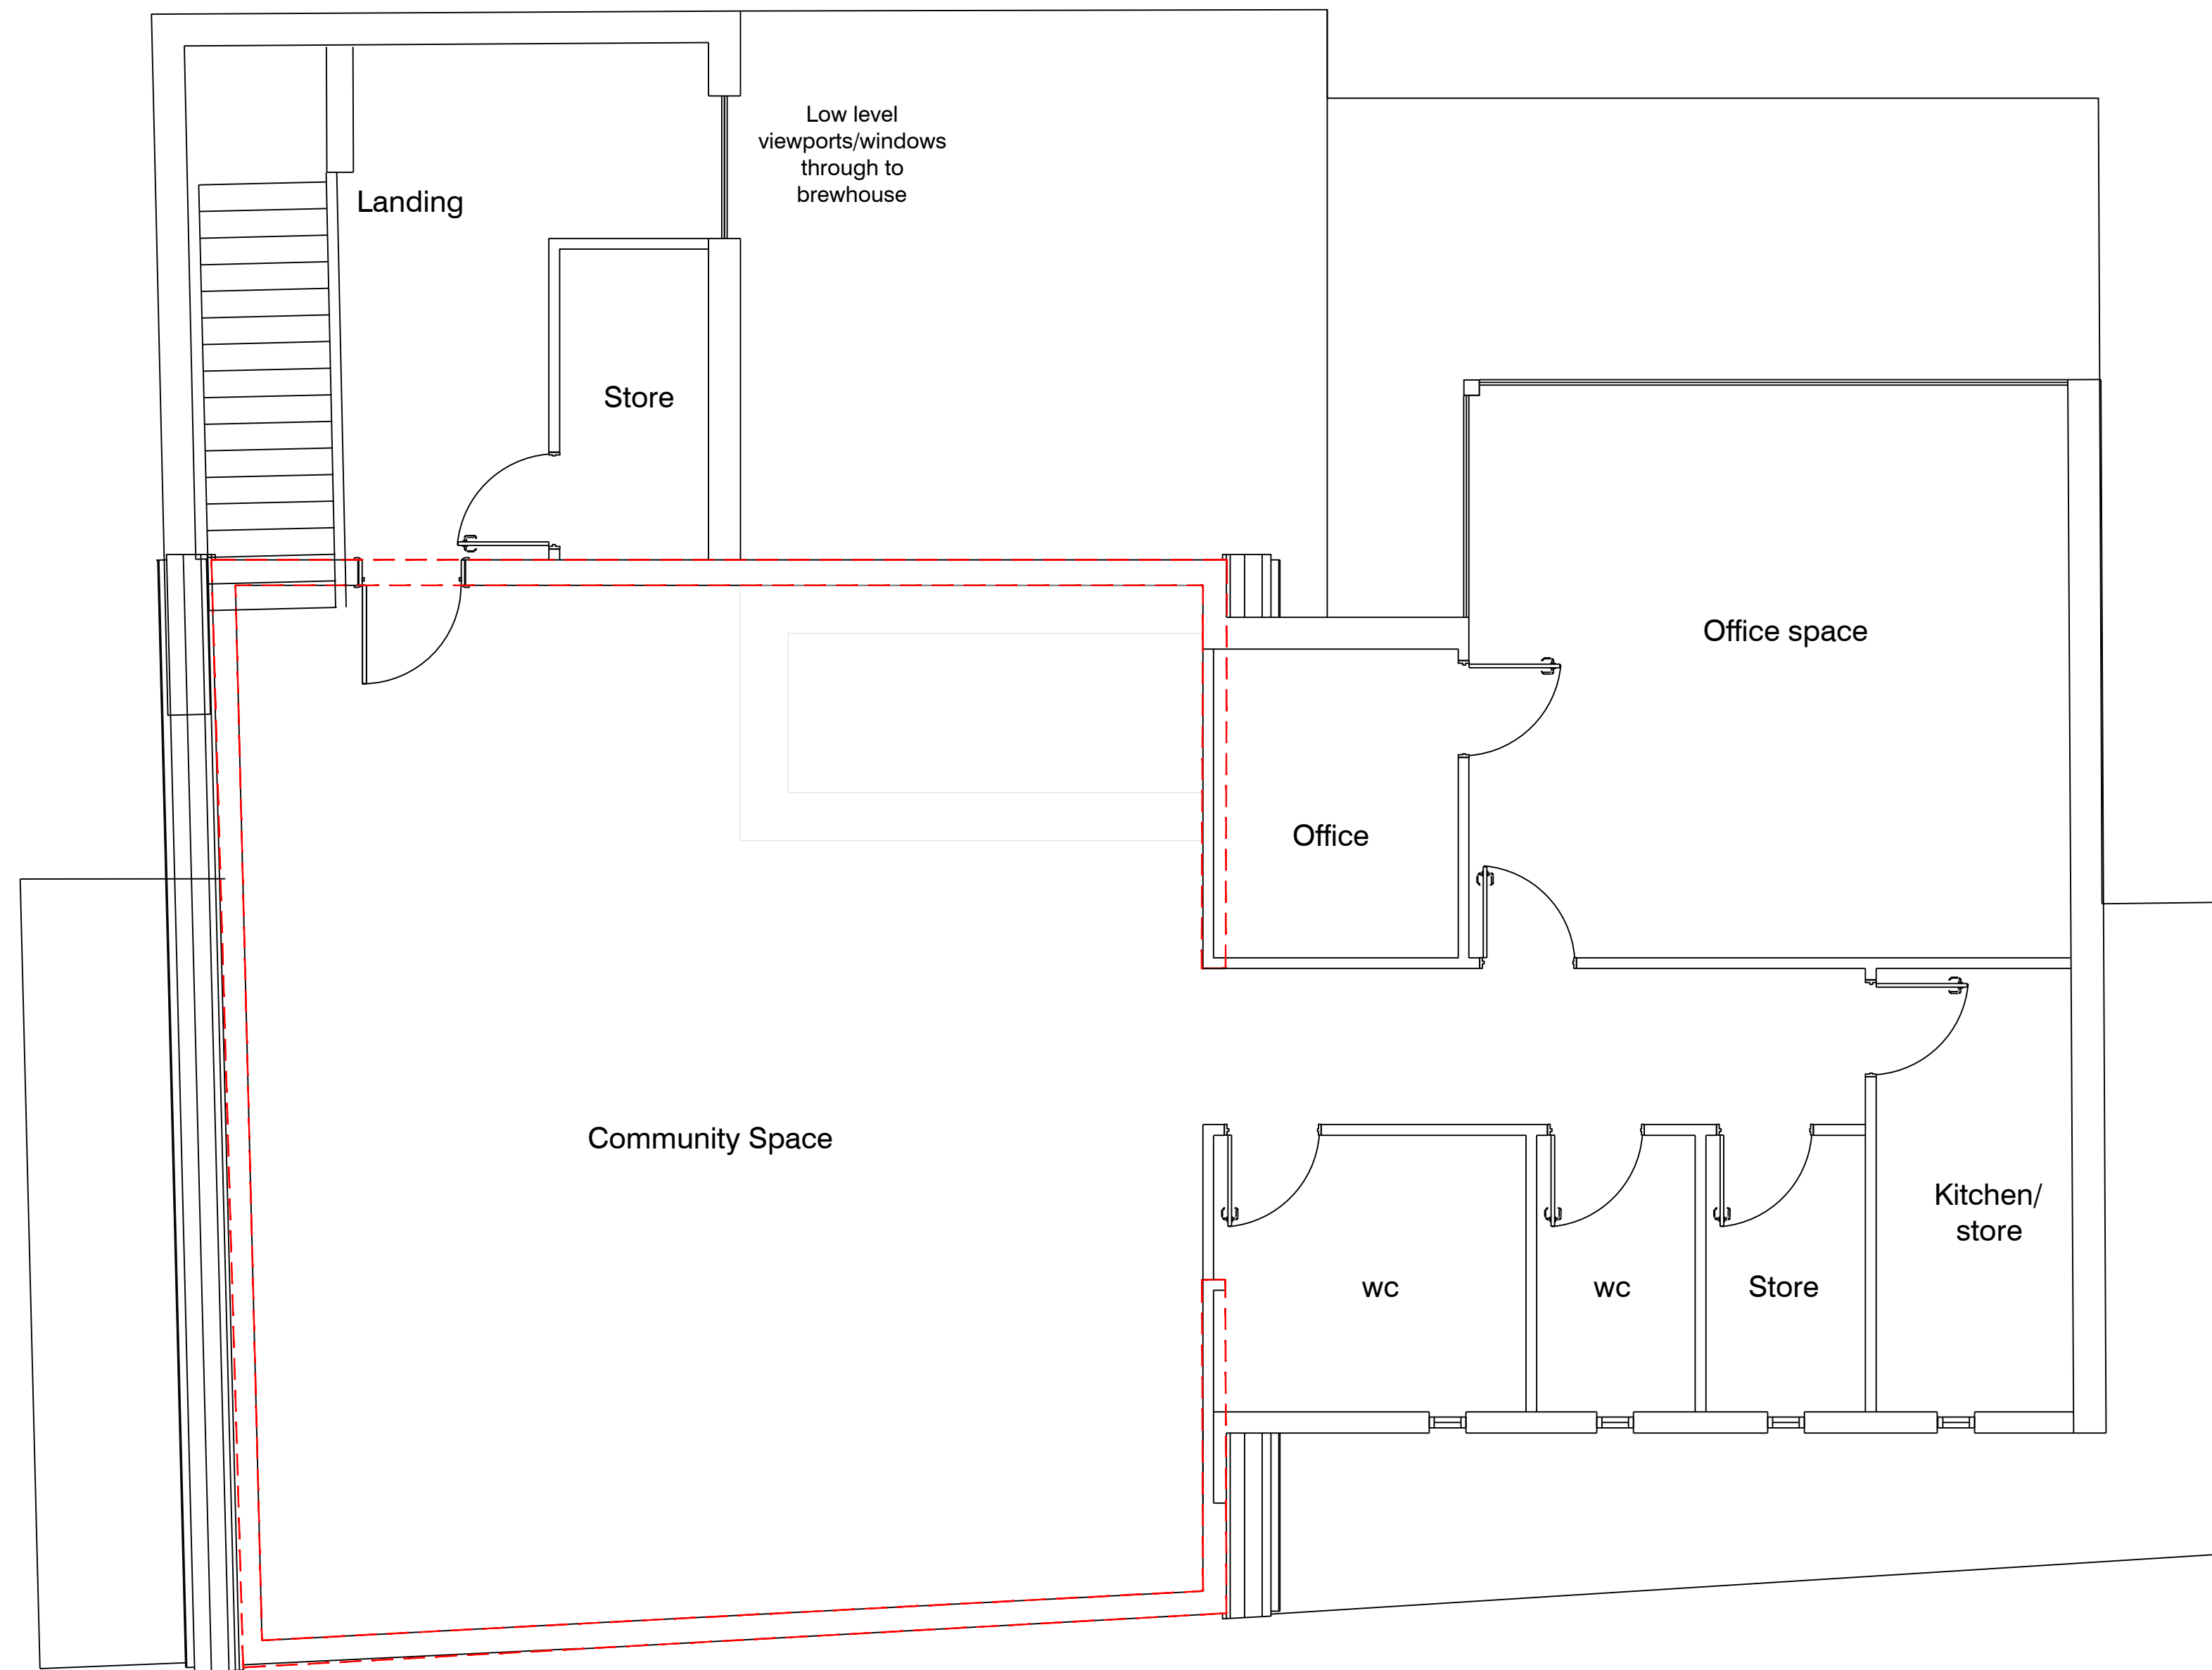 Low level
viewports/windows
through to
brewhouse
Landing
Store
Office space
Office
Community Space
Kitchen/
store
wc
wc
Store